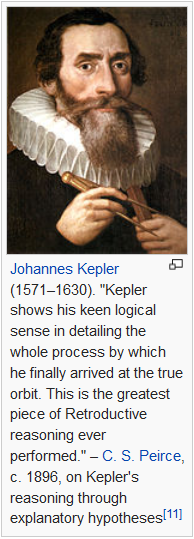 Johannes Kepler
(1571–1630). "Kepler
shows his keen logical
sense in detailing the
whole process by which
he finally arrived at the true
orbit. This is the greatest
piece of Retroductive
reasoning ever
performed." – C. S. Peirce,
c. 1896, on Kepler's
reasoning through
explanatory hypotheses[11]